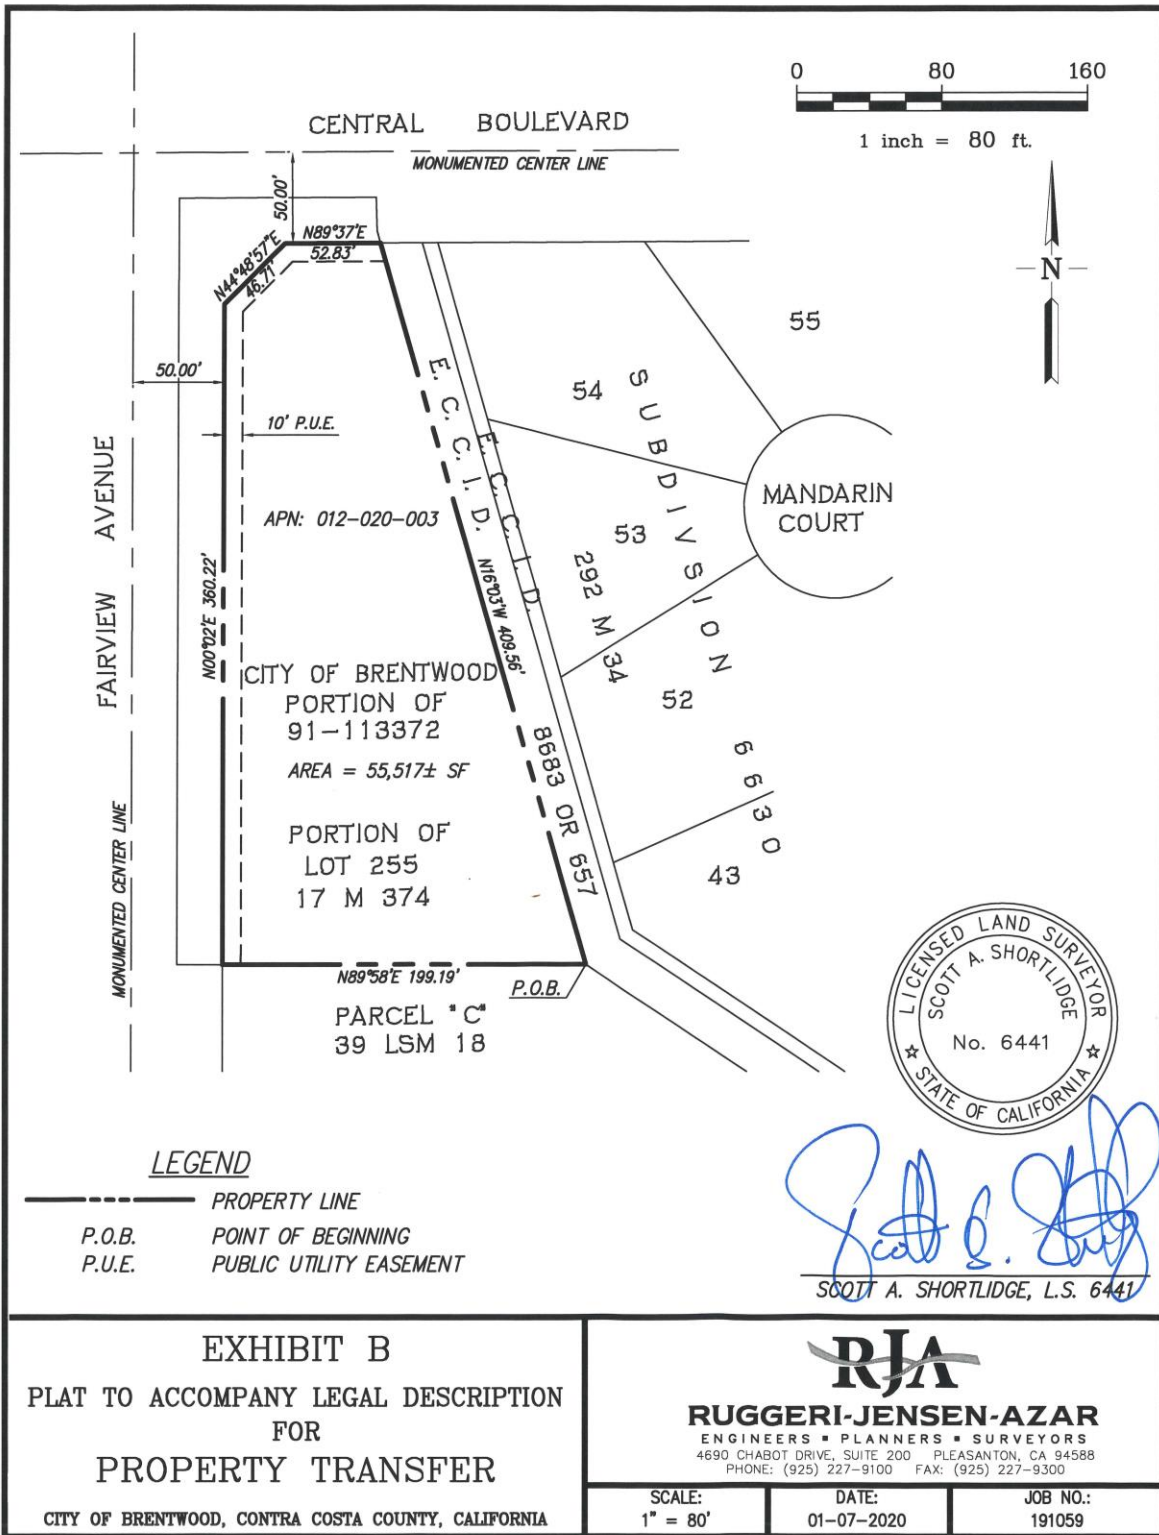 0 80 160
1 inch = 80 ft.
CENTRAL BOULEVARD
MONUMENTED CENTER LINE
50.00'
N89°37'E
52.83'
N44°48'57"E
46.71'
N
50.00'
10' P.U.E.
FAIRVIEW AVENUE
MONUMENTED CENTER LINE
APN: 012-020-003
N00°02'E 360.22'
E. C. C. I. D.
E. C. C. I. D.
N16°03'W 409.56'
8683 OR 657
CITY OF BRENTWOOD
PORTION OF
91-113372
AREA = 55,517± SF
PORTION OF
LOT 255
17 M 374
N89°58'E 199.19'
P.O.B.
PARCEL "C"
39 LSM 18
55
54
53
52
43
SUBDIVISION 6630
292 M 34
MANDARIN
COURT
LICENSED LAND SURVEYOR
SCOTT A. SHORTLIDGE
No. 6441
STATE OF CALIFORNIA
SCOTT A. SHORTLIDGE, L.S. 6441
LEGEND
PROPERTY LINE
P.O.B. POINT OF BEGINNING
P.U.E. PUBLIC UTILITY EASEMENT
EXHIBIT B
PLAT TO ACCOMPANY LEGAL DESCRIPTION
FOR
PROPERTY TRANSFER
CITY OF BRENTWOOD, CONTRA COSTA COUNTY, CALIFORNIA
RJA
RUGGERI-JENSEN-AZAR
ENGINEERS ▪ PLANNERS ▪ SURVEYORS
4690 CHABOT DRIVE, SUITE 200 PLEASANTON, CA 94588
PHONE: (925) 227-9100 FAX: (925) 227-9300
SCALE:
1" = 80'
DATE:
01-07-2020
JOB NO.:
191059